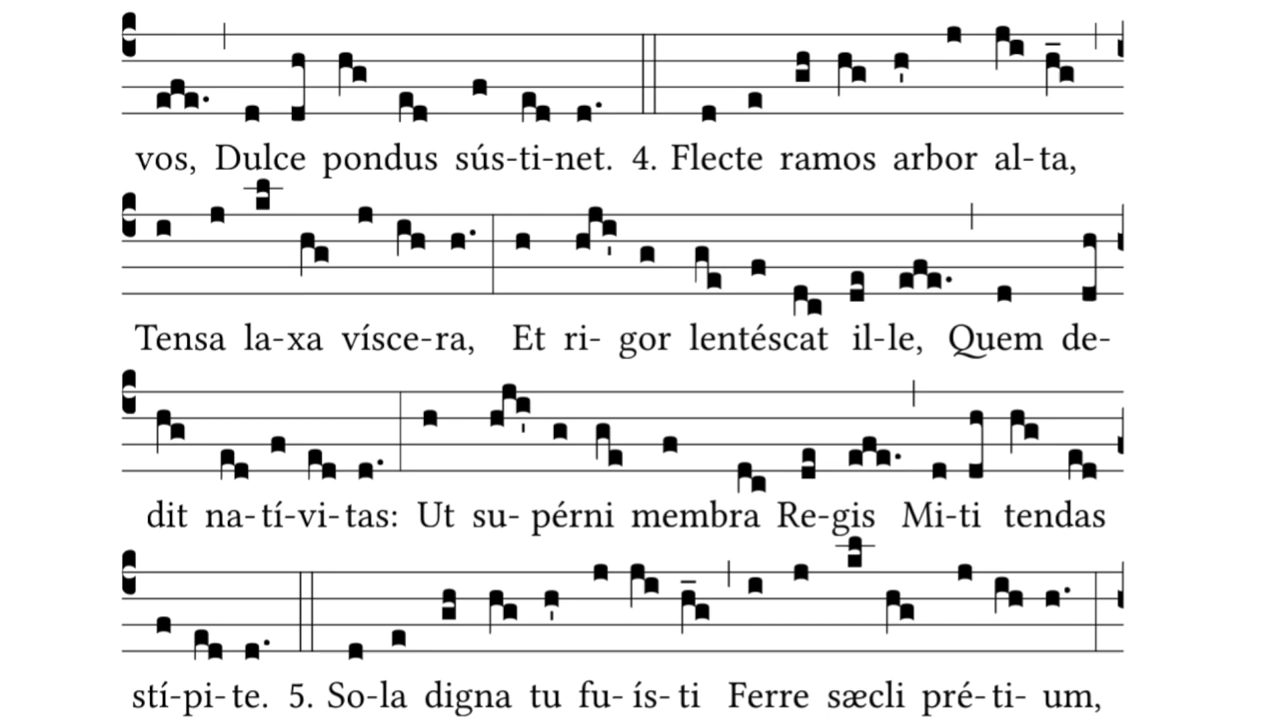 vos, Dulce pondus sús-ti-net. 4. Flecte ramos arbor al-ta,
Tensa la-xa vísce-ra, Et ri- gor lentéscat il-le, Quem de-
dit na-tí-vi-tas: Ut su- pérni membra Re-gis Mi-ti tendas
stí-pi-te. 5. So-la digna tu fu- ís-ti Ferre sæcli pré-ti- um,